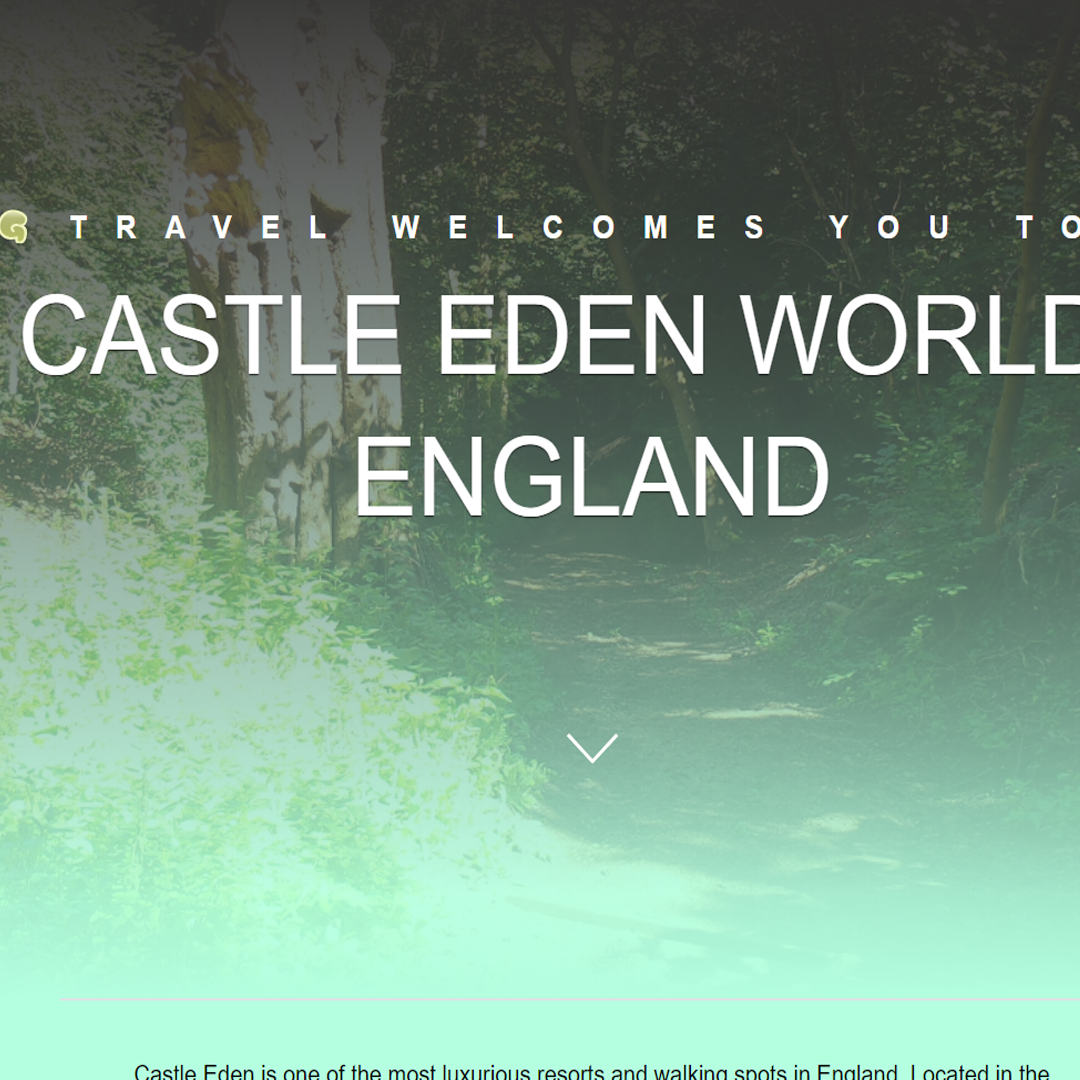 G TRAVEL WELCOMES YOU TO
CASTLE EDEN WORLD
ENGLAND
Castle Eden is one of the most luxurious resorts and walking spots in England. Located in the